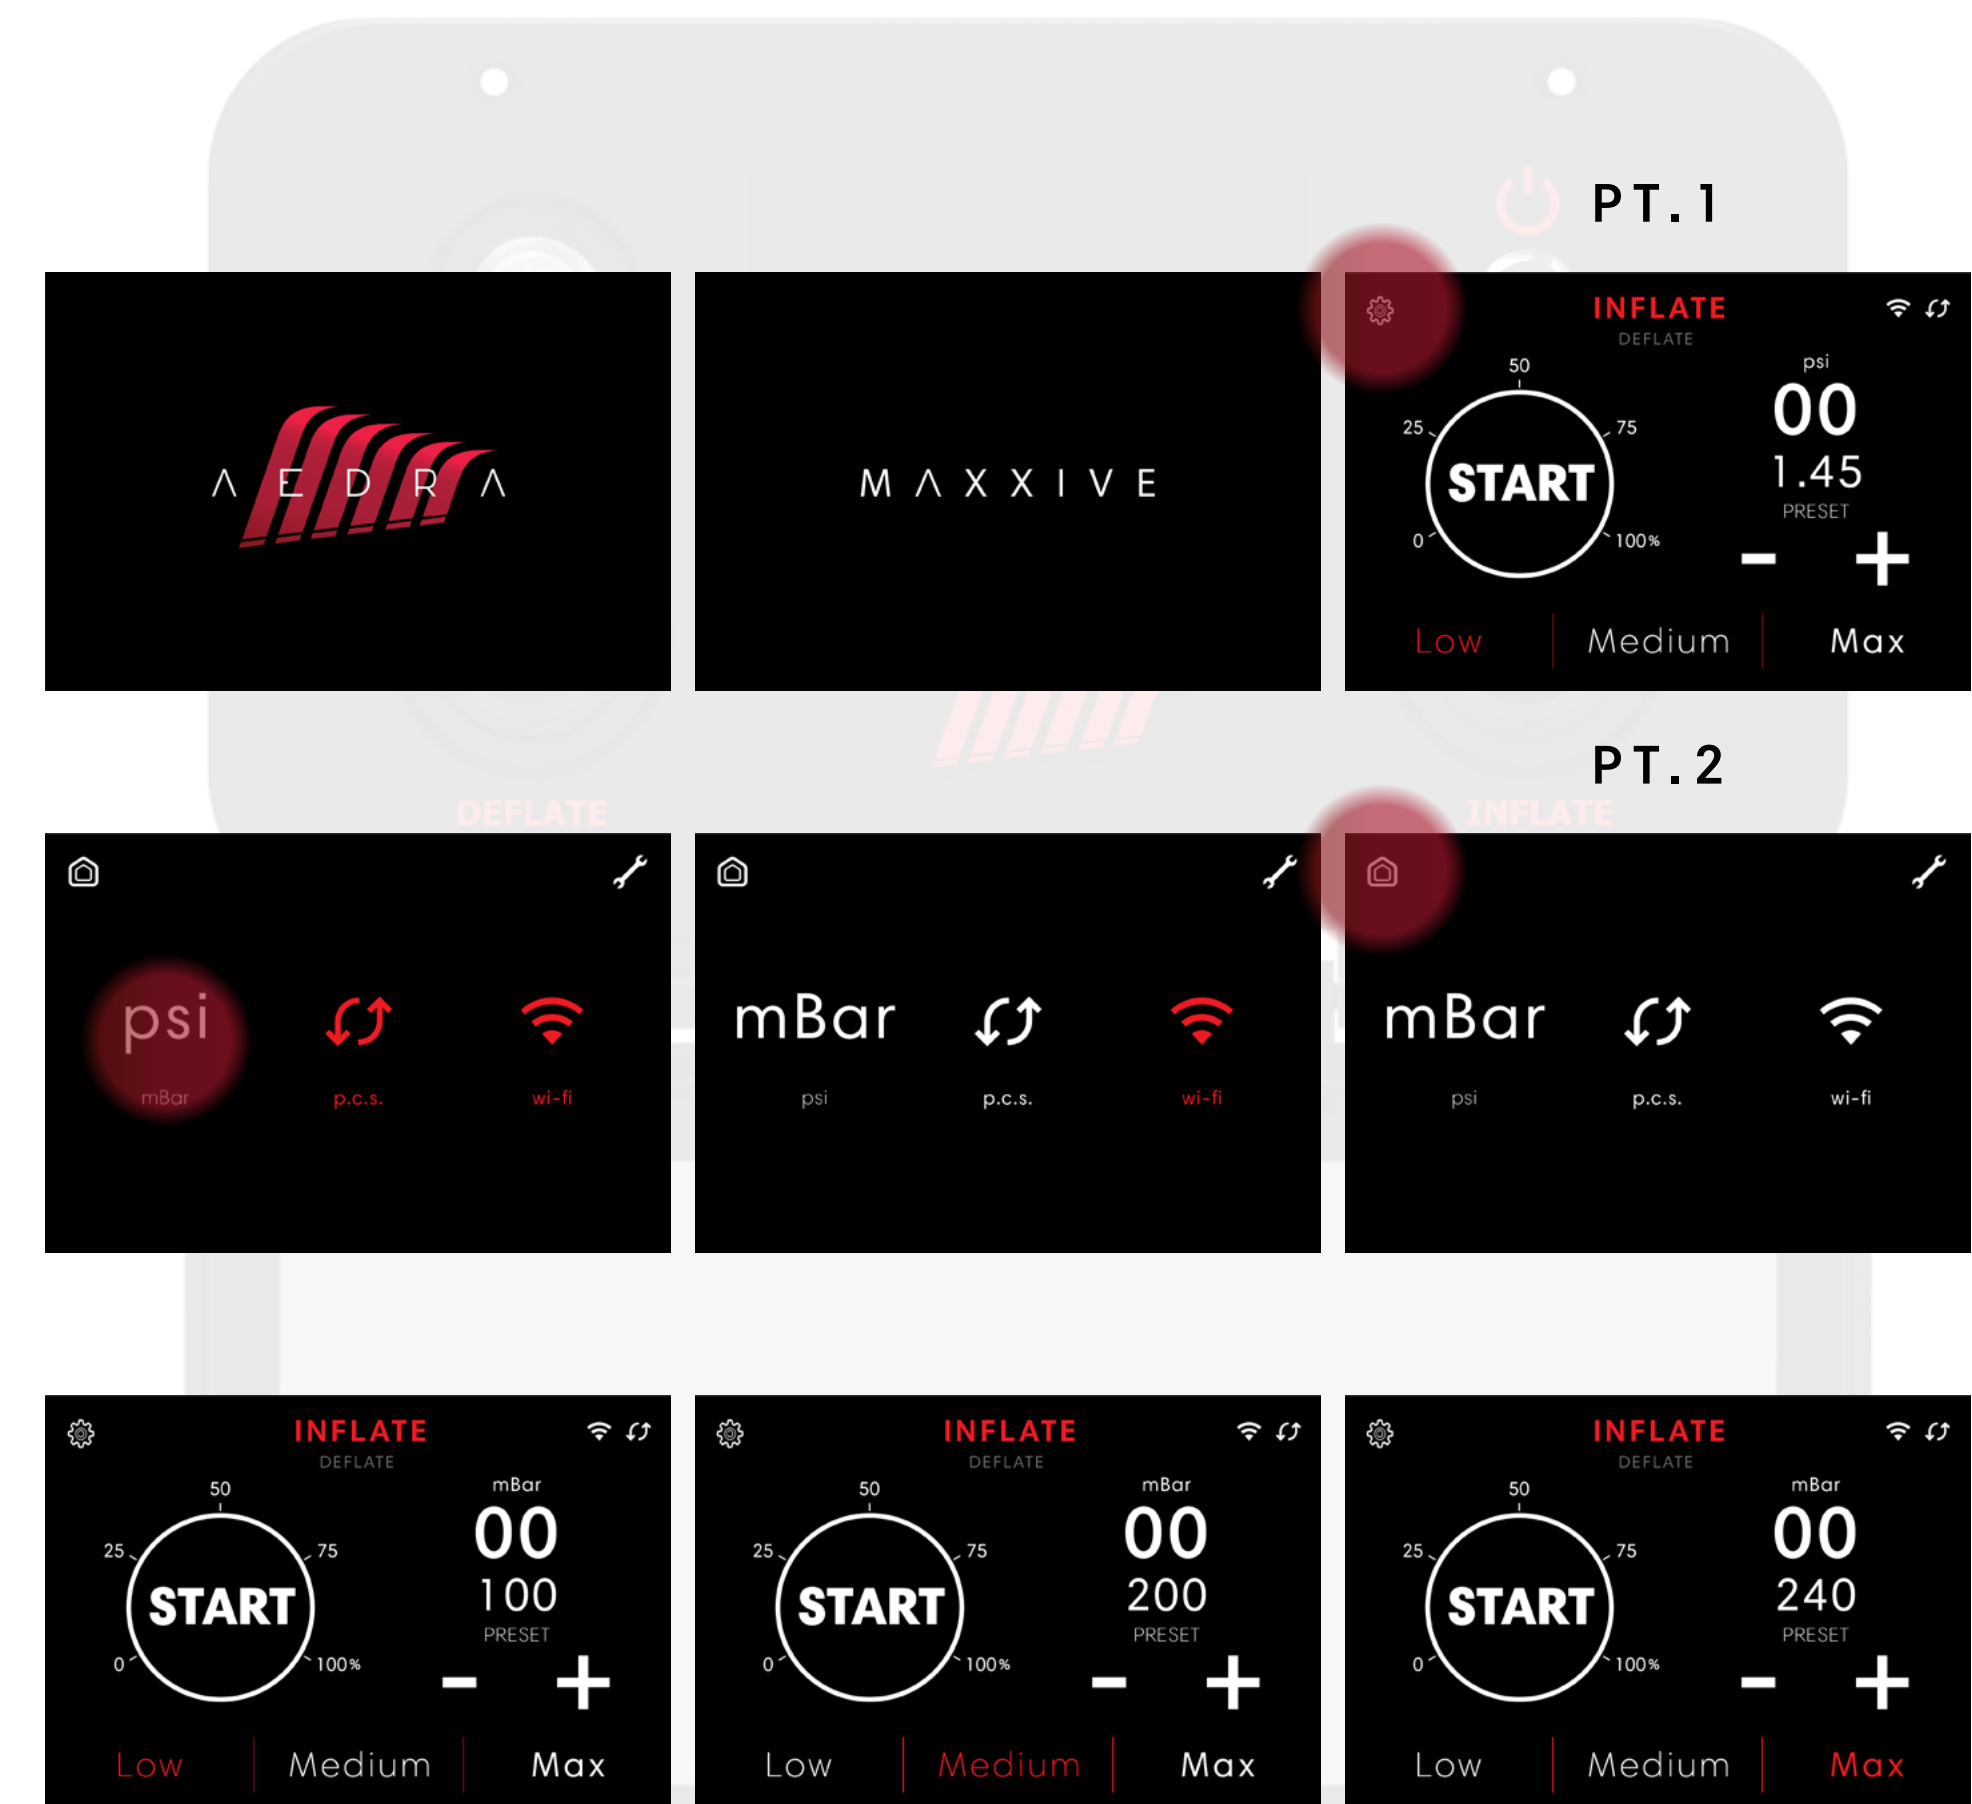 PT.1
AEDRA
MAXXIVE
INFLATE
DEFLATE
50
25
75
START
0
100%
psi
00
1.45
PRESET
- +
Low Medium Max
PT.2
DEFLATE
INFLATE
psi
mBar
p.c.s.
wi-fi
mBar
psi
p.c.s.
wi-fi
mBar
psi
p.c.s.
wi-fi
INFLATE
DEFLATE
50
25
75
START
0
100%
mBar
00
100
PRESET
- +
Low Medium Max
INFLATE
DEFLATE
50
25
75
START
0
100%
mBar
00
200
PRESET
- +
Low Medium Max
INFLATE
DEFLATE
50
25
75
START
0
100%
mBar
00
240
PRESET
- +
Low Medium Max